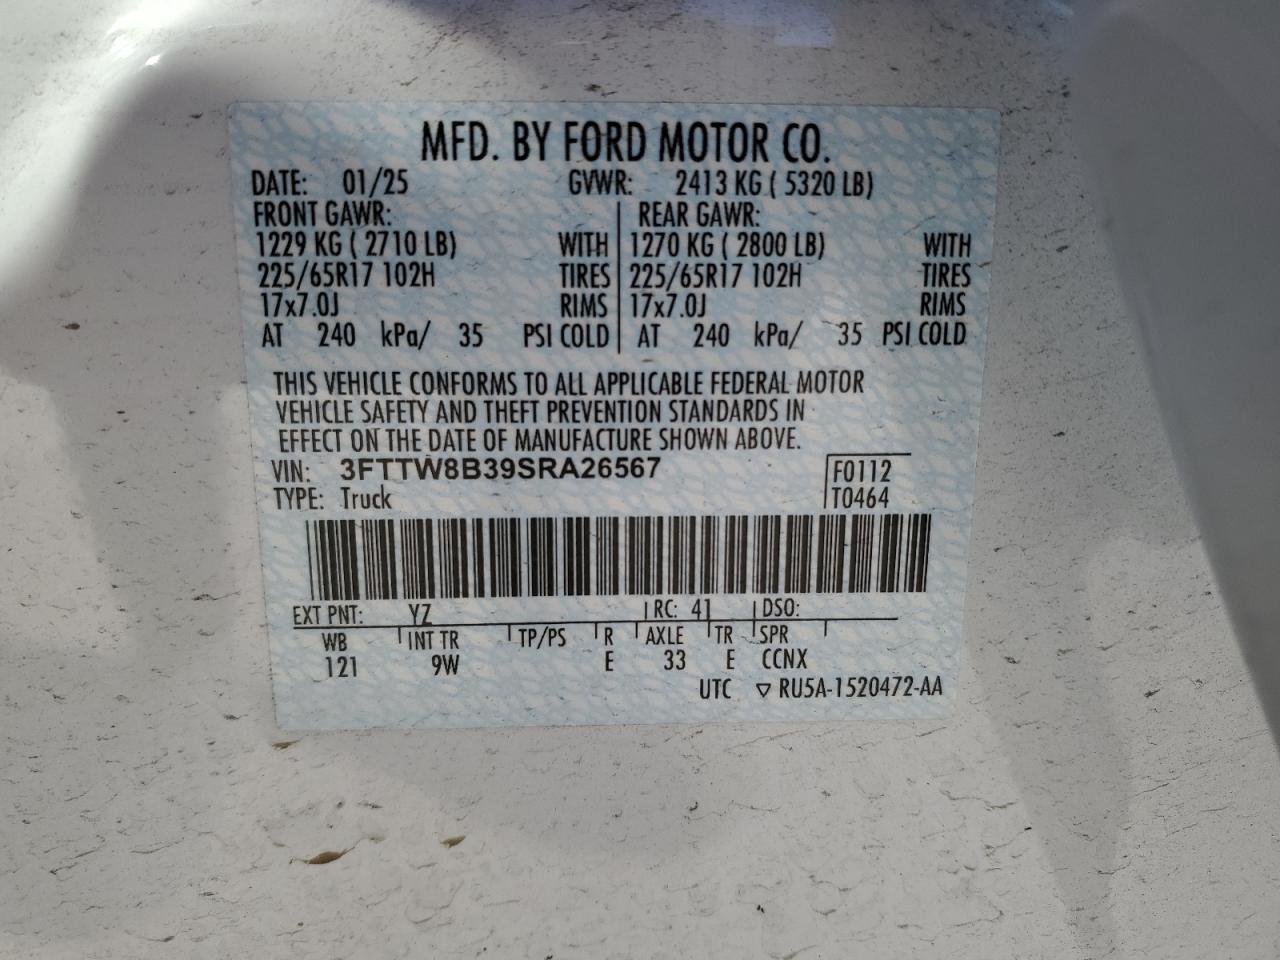 MFD. BY FORD MOTOR CO.
DATE: 01/25 GVWR: 2413 KG ( 5320 LB)
FRONT GAWR: REAR GAWR:
1229 KG ( 2710 LB) WITH 1270 KG ( 2800 LB) WITH
225/65R17 102H TIRES 225/65R17 102H TIRES
17x7.0J RIMS 17x7.0J RIMS
AT 240 kPa/ 35 PSI COLD AT 240 kPa/ 35 PSI COLD
THIS VEHICLE CONFORMS TO ALL APPLICABLE FEDERAL MOTOR
VEHICLE SAFETY AND THEFT PREVENTION STANDARDS IN
EFFECT ON THE DATE OF MANUFACTURE SHOWN ABOVE.
VIN: 3FTTW8B39SRA26567 F0112
TYPE: Truck T0464
EXT PNT: YZ RC: 41 DSO:
WB INT TR TP/PS R AXLE TR SPR
121 9W E 33 E CCNX
UTC ▽ RU5A-1520472-AA